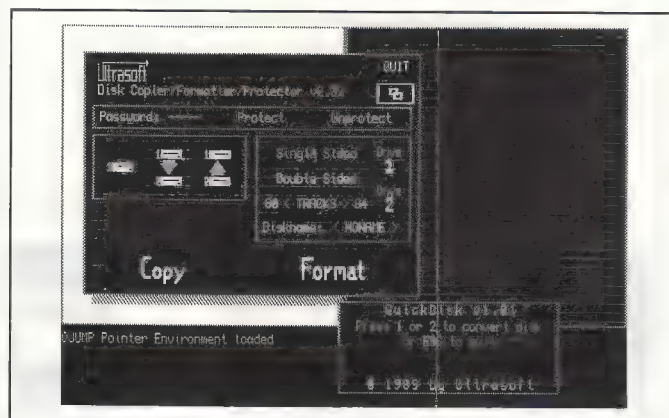 Ultrasoft
QUIT
Disk Copier/Formatter/Protector
Password: Protect Unprotect
Single Sided Drive
Double Sided
80 < TRACKS > 84 2
Diskname: < NONAME >
Copy Format
QJUMP Pointer Environment loaded
QuickDisk
Press 1 or 2 to convert disk
or ESC to
© 1989 by Ultrasoft